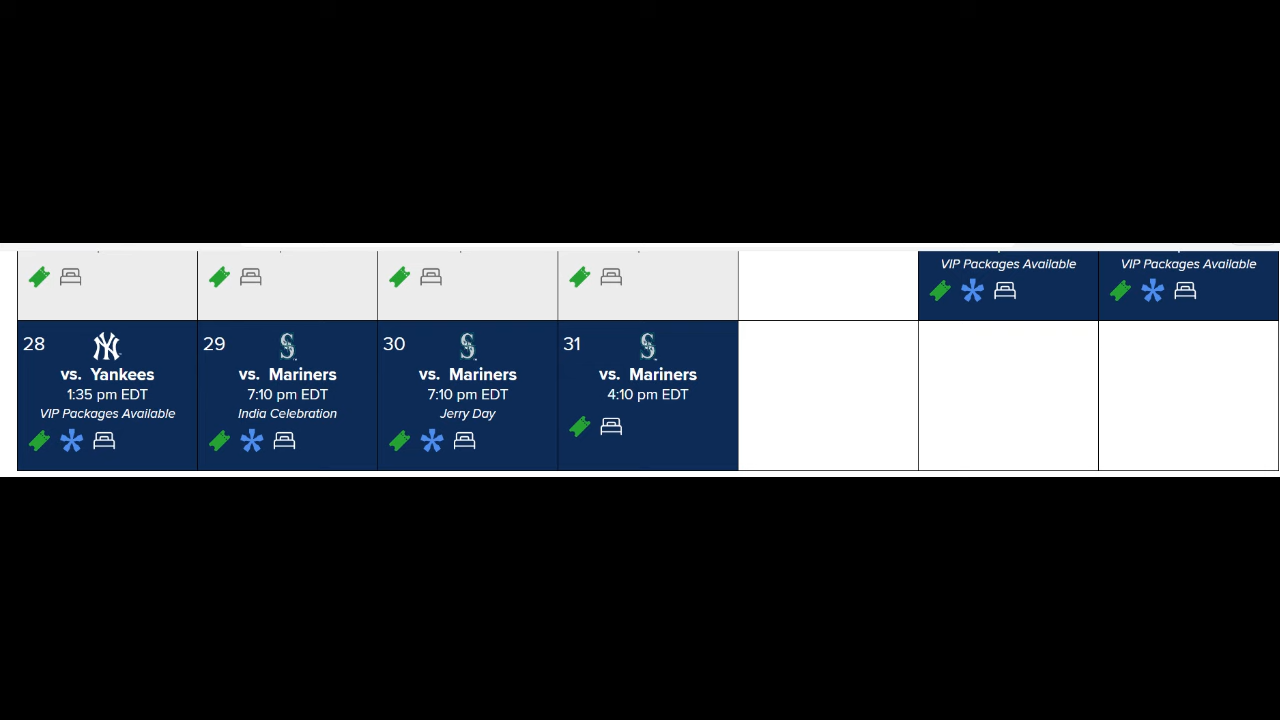 VIP Packages Available
VIP Packages Available
28
NY
vs. Yankees
1:35 pm EDT
VIP Packages Available
29
S
vs. Mariners
7:10 pm EDT
India Celebration
30
S
vs. Mariners
7:10 pm EDT
Jerry Day
31
S
vs. Mariners
4:10 pm EDT